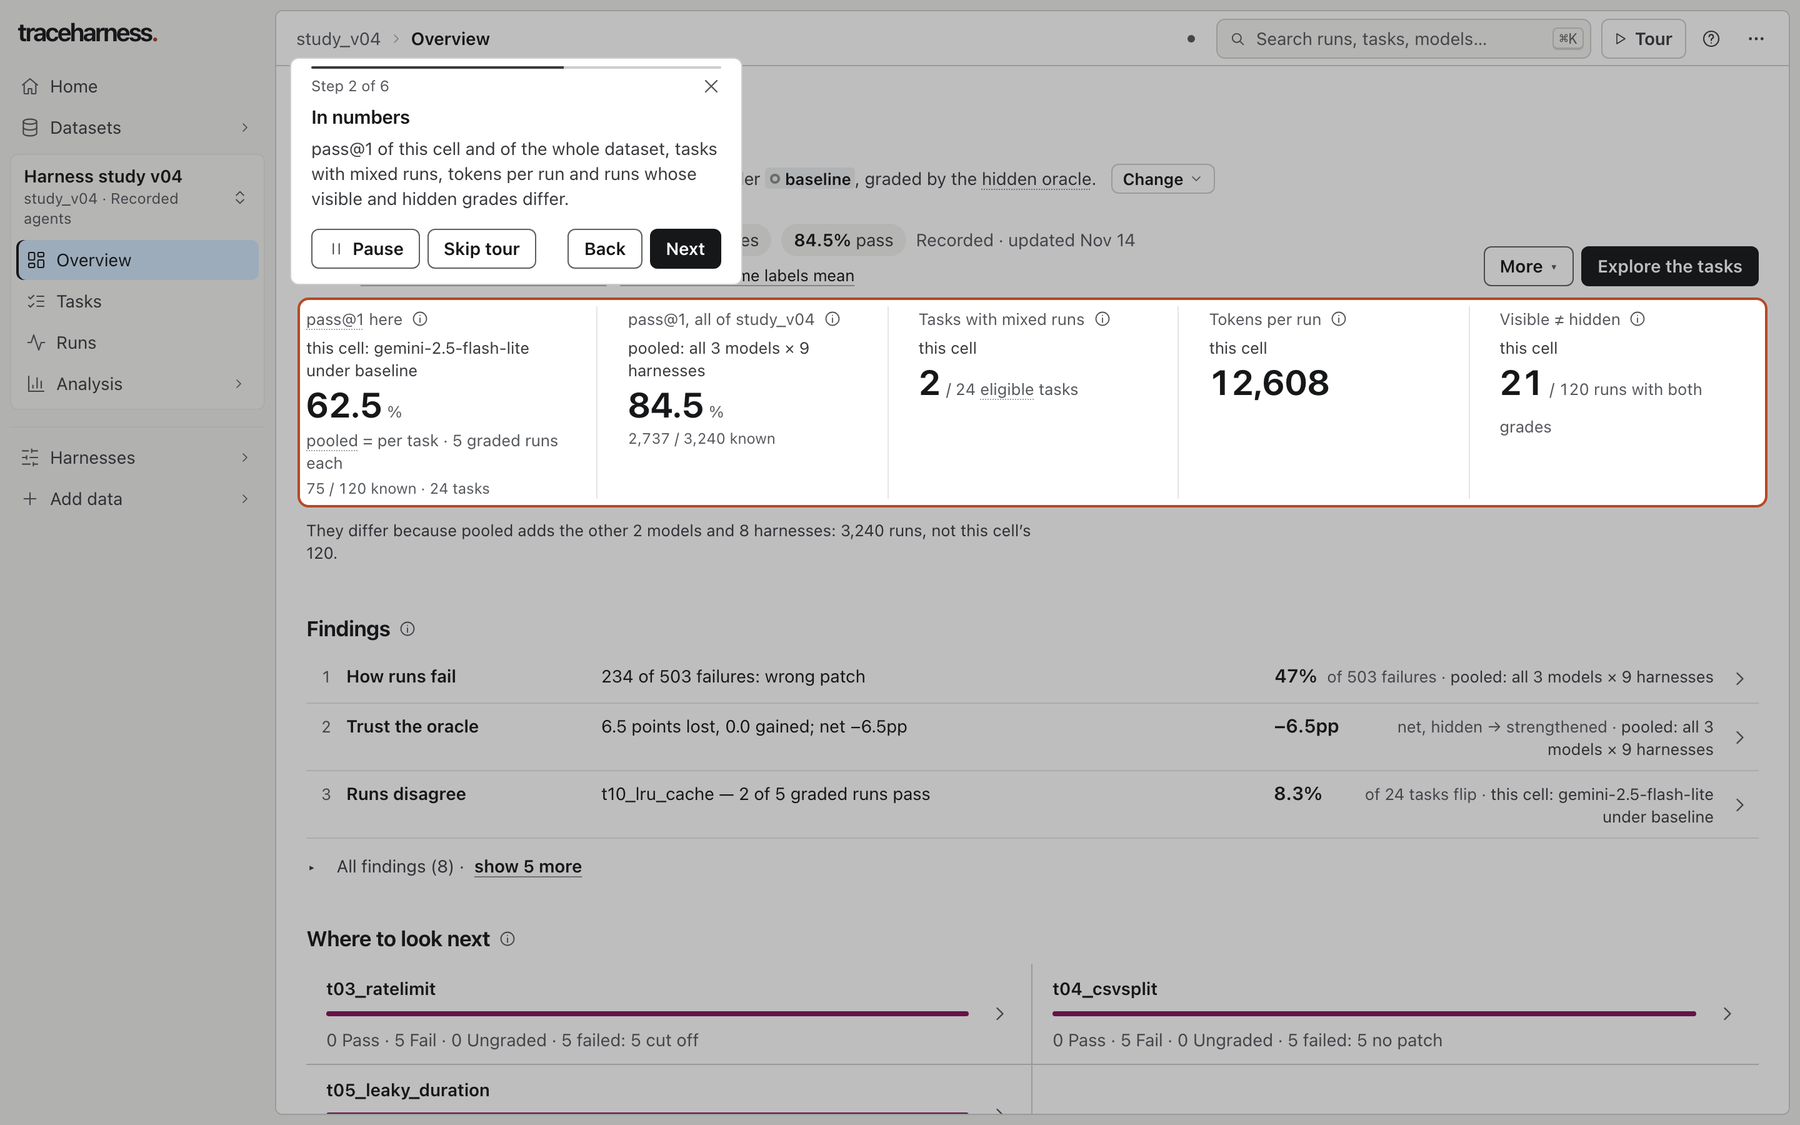 traceharness.
Home
Datasets
Harness study v04
study_v04 · Recorded
agents
Overview
Tasks
Runs
Analysis
Harnesses
Add data
study_v04 > Overview
Search runs, tasks, models...
⌘K
Tour
Step 2 of 6
In numbers
pass@1 of this cell and of the whole dataset, tasks
with mixed runs, tokens per run and runs whose
visible and hidden grades differ.
Pause
Skip tour
Back
Next
baseline, graded by the hidden oracle.
Change
84.5% pass
Recorded · updated Nov 14
labels mean
More
Explore the tasks
pass@1 here
this cell: gemini-2.5-flash-lite
under baseline
62.5 %
pooled = per task · 5 graded runs
each
75 / 120 known · 24 tasks
pass@1, all of study_v04
pooled: all 3 models × 9
harnesses
84.5 %
2,737 / 3,240 known
Tasks with mixed runs
this cell
2 / 24 eligible tasks
Tokens per run
this cell
12,608
Visible ≠ hidden
this cell
21 / 120 runs with both
grades
They differ because pooled adds the other 2 models and 8 harnesses: 3,240 runs, not this cell's
120.
Findings
1 How runs fail 234 of 503 failures: wrong patch 47% of 503 failures · pooled: all 3 models × 9 harnesses
2 Trust the oracle 6.5 points lost, 0.0 gained; net −6.5pp −6.5pp net, hidden → strengthened · pooled: all 3
models × 9 harnesses
3 Runs disagree t10_lru_cache — 2 of 5 graded runs pass 8.3% of 24 tasks flip · this cell: gemini-2.5-flash-lite
under baseline
All findings (8) · show 5 more
Where to look next
t03_ratelimit
0 Pass · 5 Fail · 0 Ungraded · 5 failed: 5 cut off
t04_csvsplit
0 Pass · 5 Fail · 0 Ungraded · 5 failed: 5 no patch
t05_leaky_duration